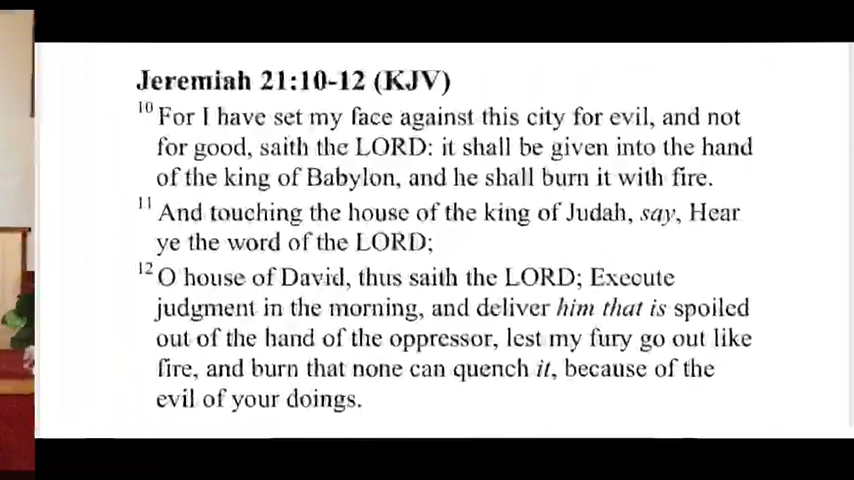 Jeremiah 21:10-12 (KJV)
10 For I have set my face against this city for evil, and not
for good, saith the LORD: it shall be given into the hand
of the king of Babylon, and he shall burn it with fire.
11 And touching the house of the king of Judah, say, Hear
ye the word of the LORD;
12 O house of David, thus saith the LORD; Execute
judgment in the morning, and deliver him that is spoiled
out of the hand of the oppressor, lest my fury go out like
fire, and burn that none can quench it, because of the
evil of your doings.